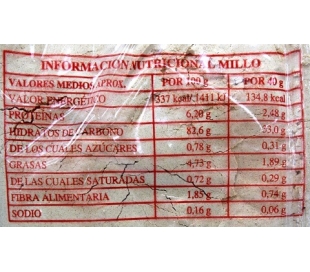 INFORMACIÓN NUTRICIONAL MILLO
VALORES MEDIOS APROX. POR 100 g POR 40 g
VALOR ENERGÉTICO 337 kcal/1411 kJ 134,8 kcal
PROTEÍNAS 6,20 g 2,48 g
HIDRATOS DE CARBONO 82,6 g 33,0 g
DE LOS CUALES AZÚCARES 0,78 g 0,31 g
GRASAS 4,73 g 1,89 g
DE LAS CUALES SATURADAS 0,72 g 0,29 g
FIBRA ALIMENTARIA 1,85 g 0,74 g
SODIO 0,16 g 0,06 g